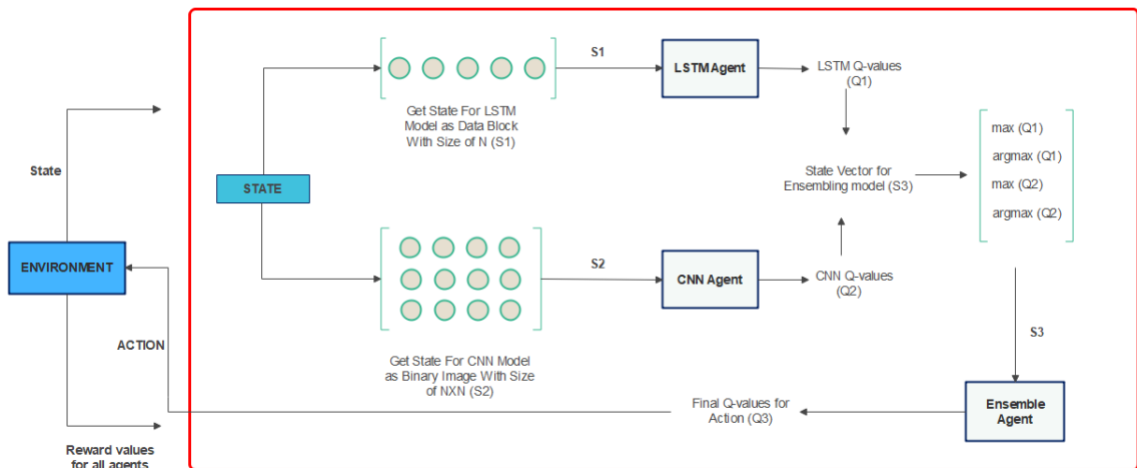 S1
LSTM Agent
LSTM Q-values
(Q1)
Get State For LSTM
Model as Data Block
With Size of N (S1)
max (Q1)
argmax (Q1)
max (Q2)
argmax (Q2)
State
STATE
State Vector for
Ensembling model (S3)
ENVIRONMENT
S2
CNN Agent
CNN Q-values
(Q2)
ACTION
S3
Get State For CNN Model
as Binary Image With Size
of NXN (S2)
Final Q-values for
Action (Q3)
Ensemble
Agent
Reward values
for all agents